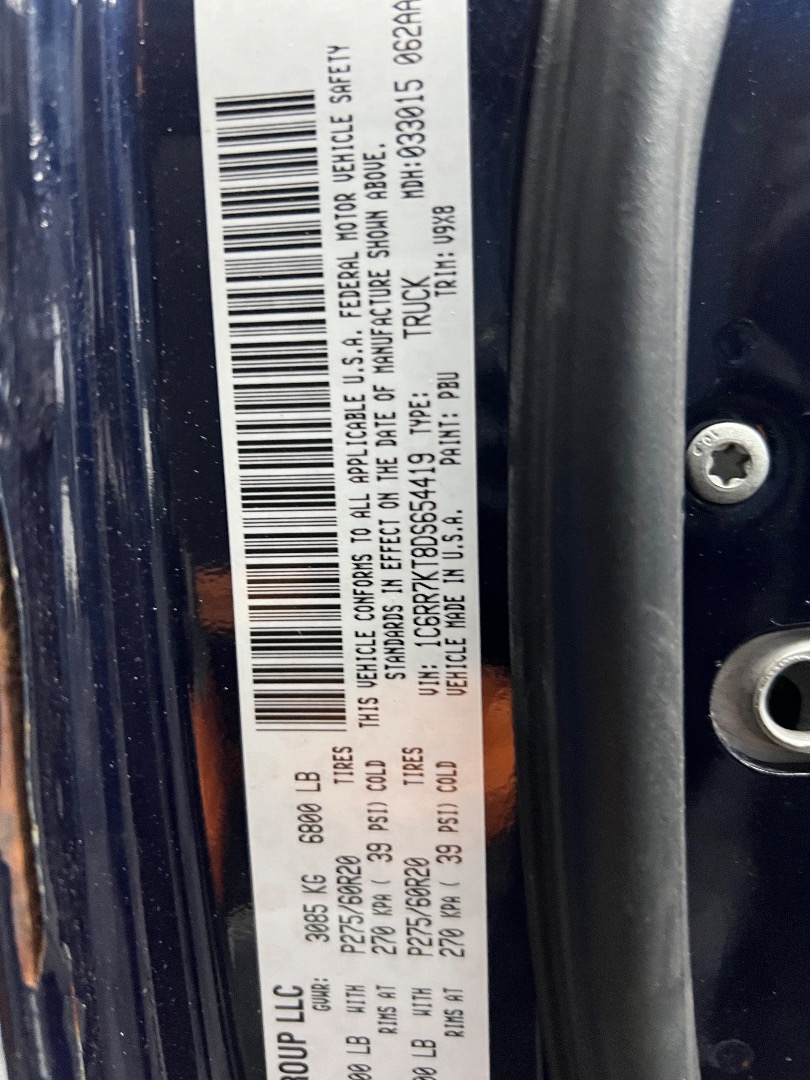 ROUP LLC
GVWR: 3085 KG 6800 LB
00 LB WITH P275/60R20 TIRES
RIMS AT 270 KPA ( 39 PSI) COLD
00 LB WITH P275/60R20 TIRES
RIMS AT 270 KPA ( 39 PSI) COLD
THIS VEHICLE CONFORMS TO ALL APPLICABLE U.S.A. FEDERAL MOTOR VEHICLE SAFETY
STANDARDS IN EFFECT ON THE DATE OF MANUFACTURE SHOWN ABOVE.
VIN: 1C6RR7KT8DS654419 TYPE: TRUCK MDH:033015 062AA
VEHICLE MADE IN U.S.A. PAINT: PBU TRIM: V9X8